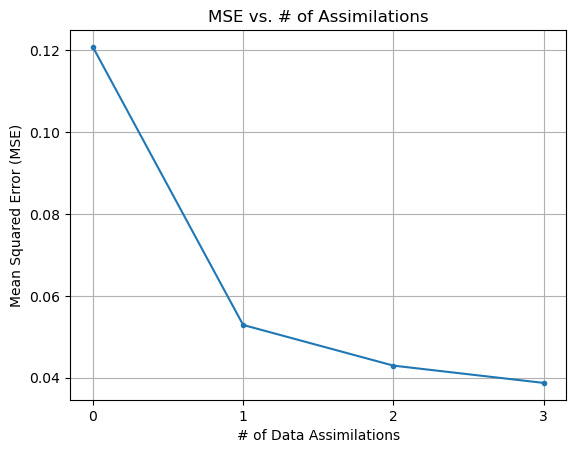 MSE vs. # of Assimilations
Mean Squared Error (MSE)
0.12
0.10
0.08
0.06
0.04
0 1 2 3
# of Data Assimilations